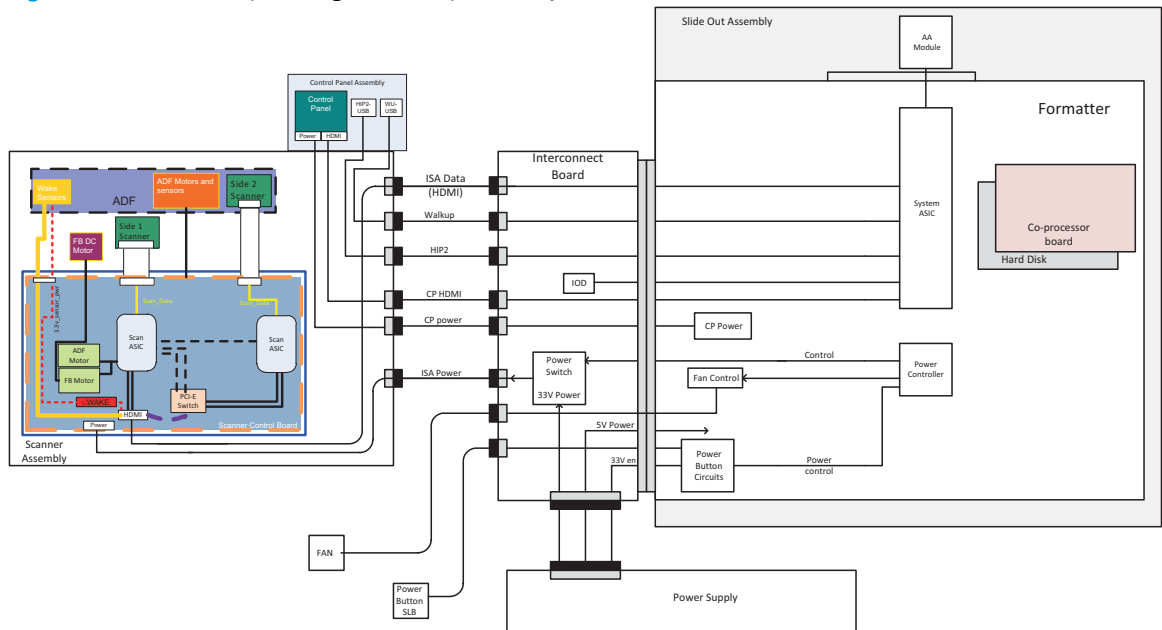 Slide Out Assembly
AA
Module
Control Panel Assembly
Control
Panel
HIP2-
USB
WU-
USB
Power
HDMI
Formatter
Interconnect
Board
ISA Data
(HDMI)
Walkup
HIP2
CP HDMI
CP power
ISA Power
IOD
System
ASIC
Co-processor
board
Hard Disk
Wake
Sensors
ADF
ADF Motors and
sensors
Side 2
Scanner
Side 1
Scanner
FB DC
Motor
3.3v_sensor_pwr
Scan_Data
Scan_Data
Scan
ASIC
Scan
ASIC
ADF
Motor
FB Motor
PCI-E
Switch
HDMI
Power
Scanner Control Board
Scanner
Assembly
CP Power
Power
Switch
33V Power
Control
Fan Control
Power
Controller
5V Power
33V en
Power
Button
Circuits
Power
control
FAN
Power
Button
SLB
Power Supply